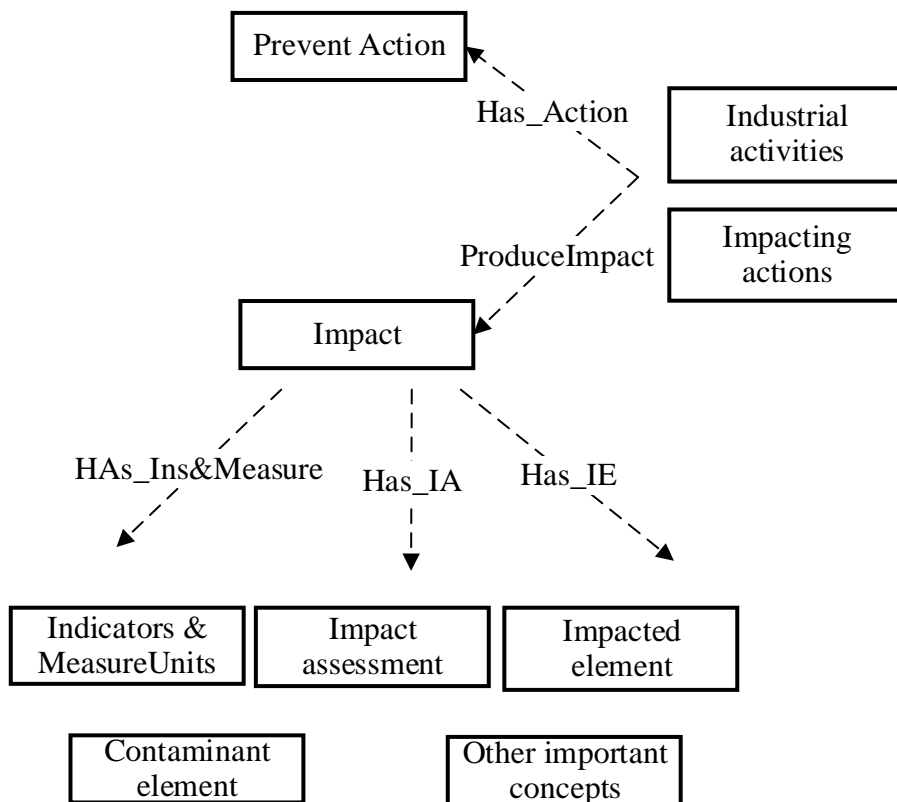 Prevent Action
Has_Action
Industrial
activities
ProduceImpact
Impacting
actions
Impact
HAs_Ins&Measure
Has_IA
Has_IE
Indicators &
MeasureUnits
Impact
assessment
Impacted
element
Contaminant
element
Other important
concepts